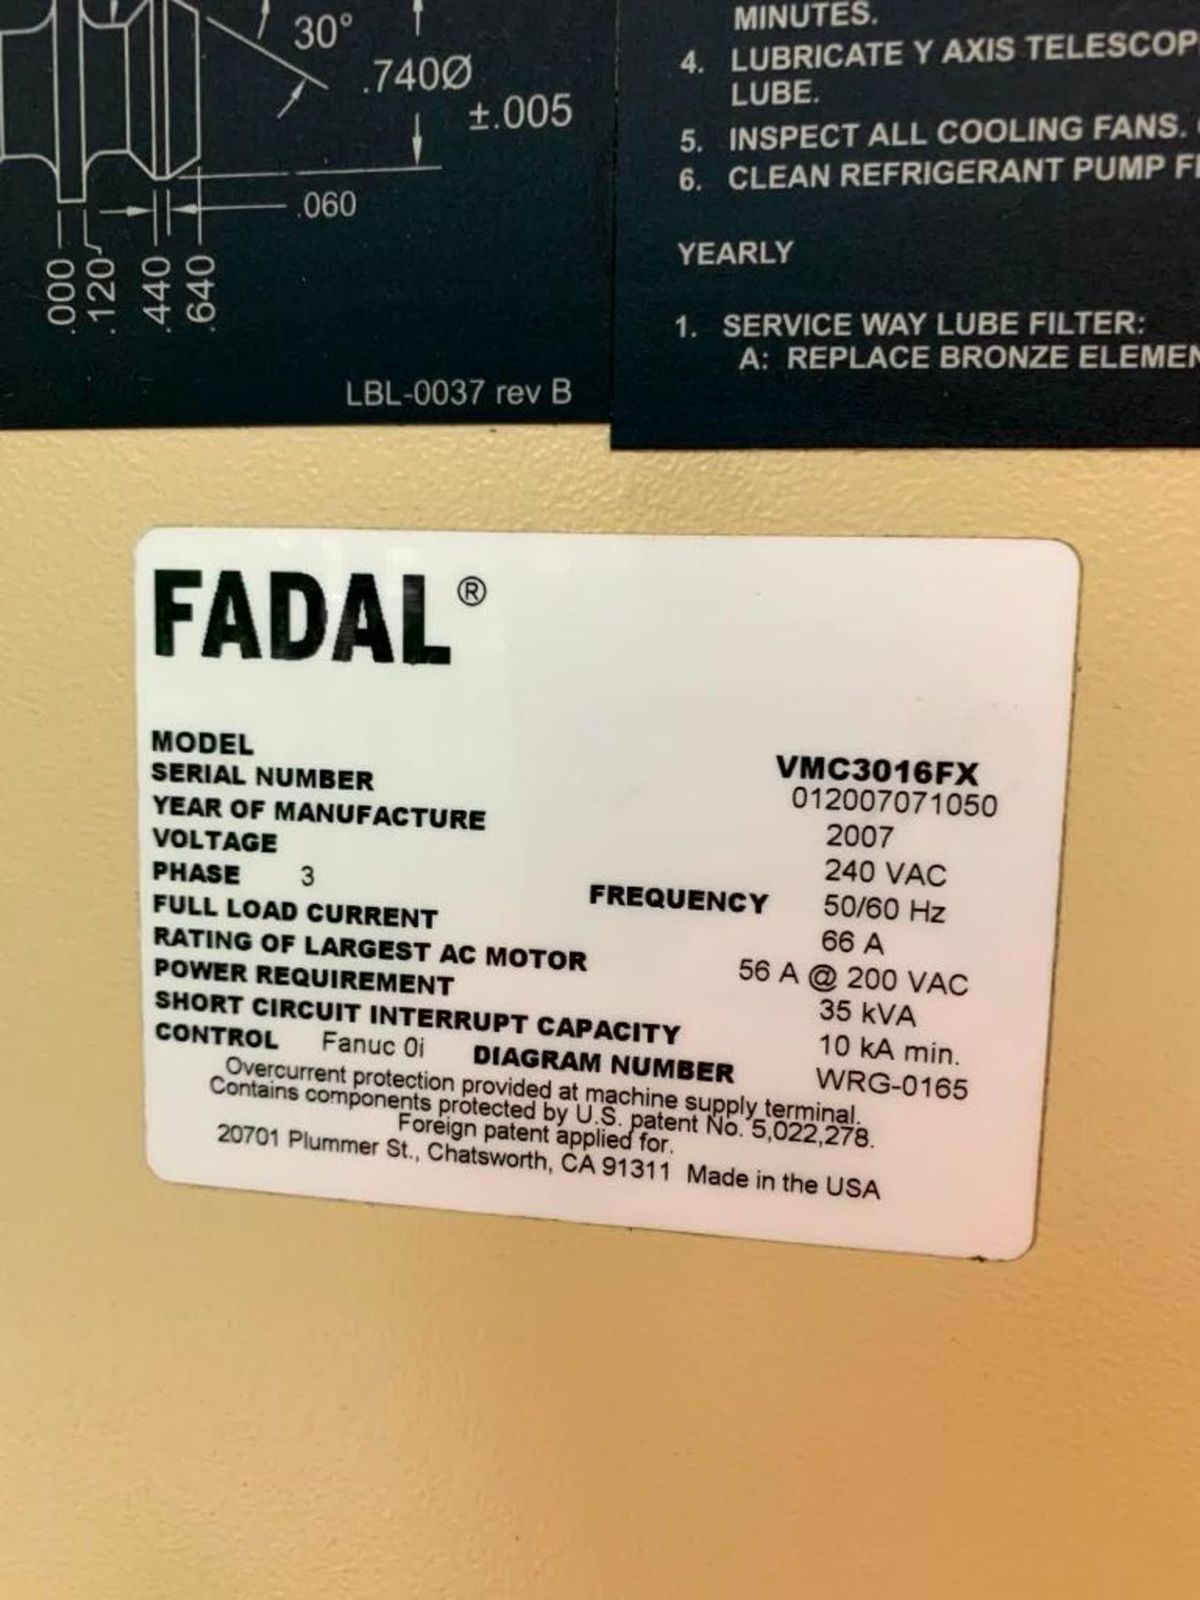 30°
.740Ø
±.005
.060
.000
.120
.440
.640
LBL-0037 rev B
MINUTES.
4. LUBRICATE Y AXIS TELESCOP
LUBE.
5. INSPECT ALL COOLING FANS.
6. CLEAN REFRIGERANT PUMP
YEARLY
1. SERVICE WAY LUBE FILTER:
A: REPLACE BRONZE ELEMEN
FADAL®
MODEL VMC3016FX
SERIAL NUMBER 012007071050
YEAR OF MANUFACTURE 2007
VOLTAGE 240 VAC
PHASE 3 FREQUENCY 50/60 Hz
FULL LOAD CURRENT 66 A
RATING OF LARGEST AC MOTOR 56 A @ 200 VAC
POWER REQUIREMENT 35 kVA
SHORT CIRCUIT INTERRUPT CAPACITY 10 kA min.
CONTROL Fanuc 0i DIAGRAM NUMBER WRG-0165
Overcurrent protection provided at machine supply terminal.
Contains components protected by U.S. patent No. 5,022,278.
Foreign patent applied for.
20701 Plummer St., Chatsworth, CA 91311 Made in the USA